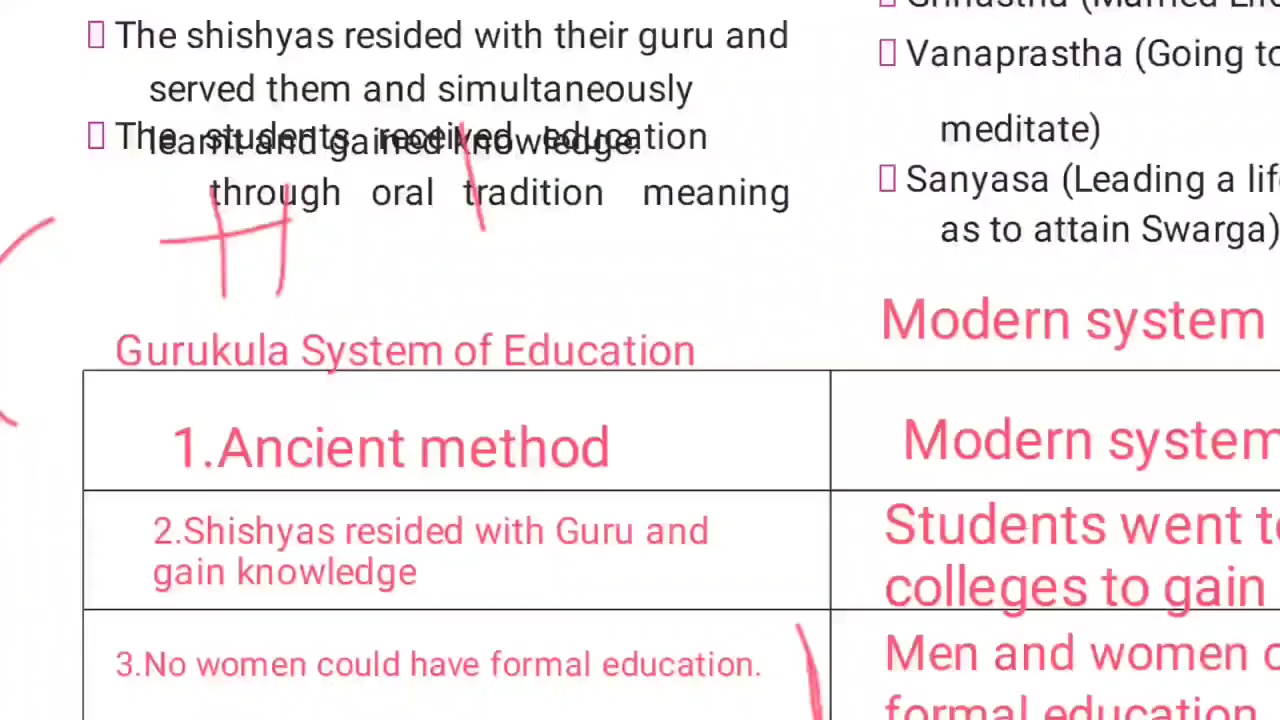 The shishyas resided with their guru and
served them and simultaneously
learnt and gained knowledge.
The students received education
through oral tradition meaning
Vanaprastha (Going to
meditate)
Sanyasa (Leading a life
as to attain Swarga)
Gurukula System of Education
Modern system
1.Ancient method
Modern system
2.Shishyas resided with Guru and
gain knowledge
Students went to
colleges to gain
3.No women could have formal education.
Men and women
formal education